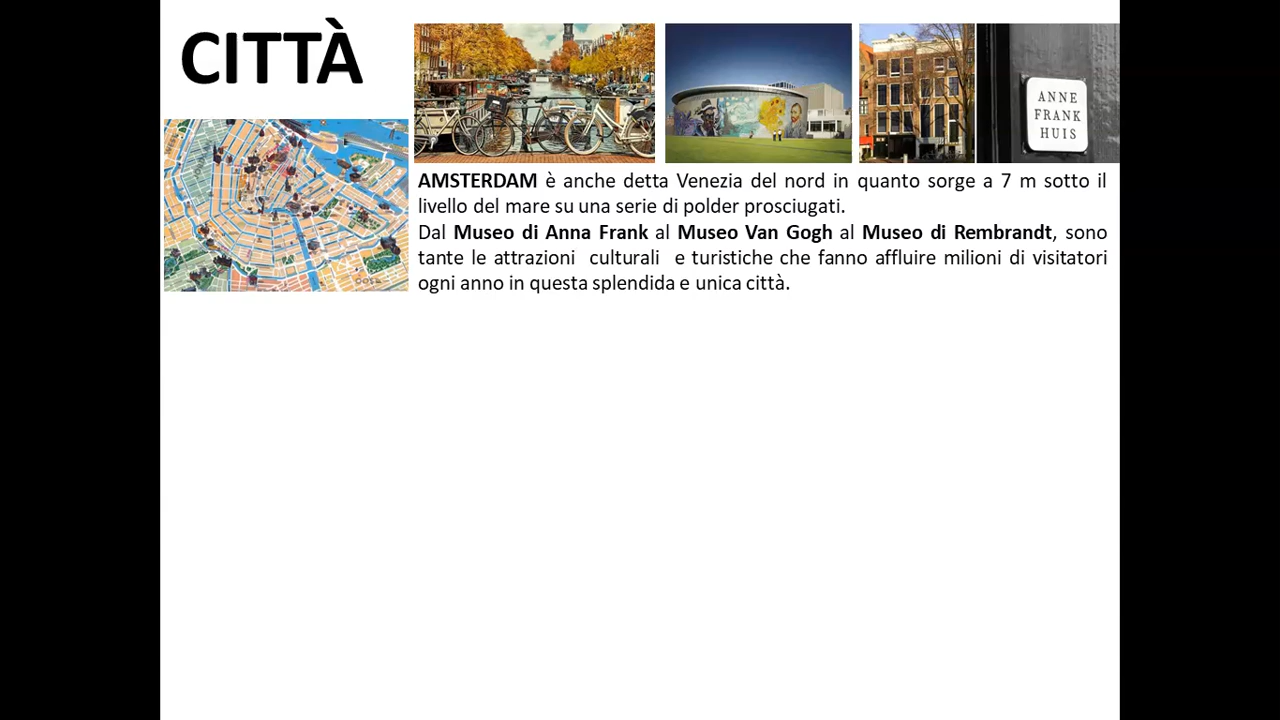 CITTÀ
ANNE
FRANK
HUIS
AMSTERDAM è anche detta Venezia del nord in quanto sorge a 7 m sotto il
livello del mare su una serie di polder prosciugati.
Dal Museo di Anna Frank al Museo Van Gogh al Museo di Rembrandt, sono
tante le attrazioni culturali e turistiche che fanno affluire milioni di visitatori
ogni anno in questa splendida e unica città.